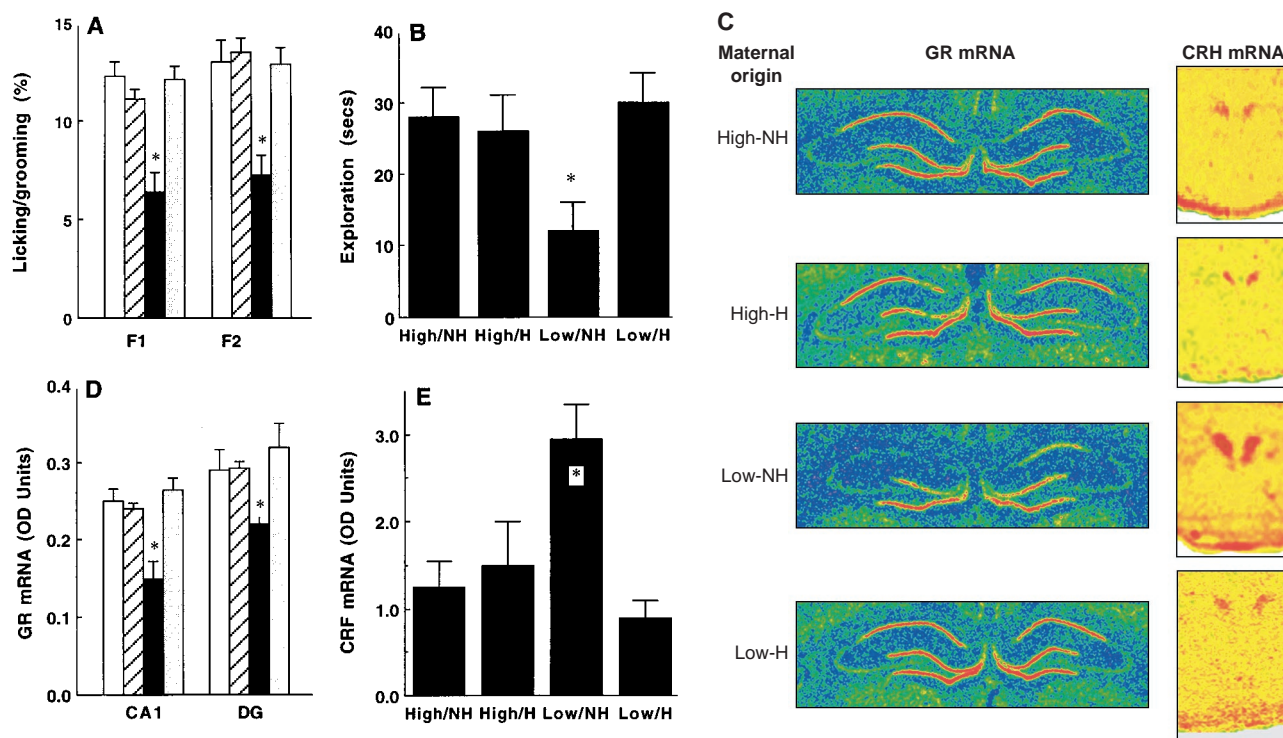 A
Licking/grooming (%)
15
10
5
0
*
*
F1
F2
B
Exploration (secs)
40
30
20
10
0
*
High/NH High/H Low/NH Low/H
C
Maternal origin
GR mRNA
CRH mRNA
High-NH
High-H
Low-NH
Low-H
D
GR mRNA (OD Units)
0.4
0.3
0.2
0.1
0.0
*
*
CA1
DG
E
CRF mRNA (OD Units)
3.0
2.0
1.0
0.0
*
High/NH High/H Low/NH Low/H